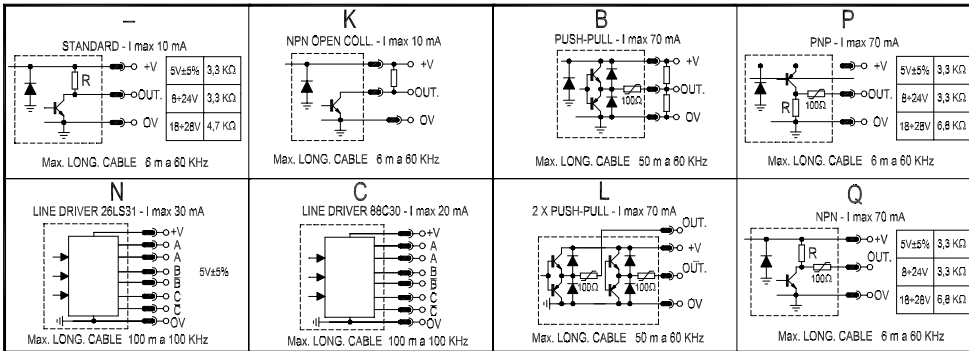 —
STANDARD - I max 10 mA
R
+V
OUT.
0V
5V±5% 3,3 KΩ
8÷24V 3,3 KΩ
18÷28V 4,7 KΩ
Max. LONG. CABLE 6 m a 60 KHz
K
NPN OPEN COLL. - I max 10 mA
+V
OUT.
0V
Max. LONG. CABLE 6 m a 60 KHz
B
PUSH-PULL - I max 70 mA
+V
OUT.
100Ω
0V
Max. LONG. CABLE 50 m a 60 KHz
P
PNP - I max 70 mA
+V
OUT.
R 100Ω
0V
5V±5% 3,3 KΩ
8÷24V 3,3 KΩ
18÷28V 6,8 KΩ
Max. LONG. CABLE 6 m a 60 KHz
N
LINE DRIVER 26LS31 - I max 30 mA
+V
A
A
B
B̅
C
C̅
0V
5V±5%
Max. LONG. CABLE 100 m a 100 KHz
C
LINE DRIVER 88C30 - I max 20 mA
+V
A
A
B
B̅
C
C̅
0V
Max. LONG. CABLE 100 m a 100 KHz
L
2 X PUSH-PULL - I max 70 mA
OUT.
+V
OUT.
100Ω 100Ω
0V
Max. LONG. CABLE 50 m a 60 KHz
Q
NPN - I max 70 mA
+V
R OUT.
100Ω
0V
5V±5% 3,3 KΩ
8÷24V 3,3 KΩ
18÷28V 6,8 KΩ
Max. LONG. CABLE 6 m a 60 KHz